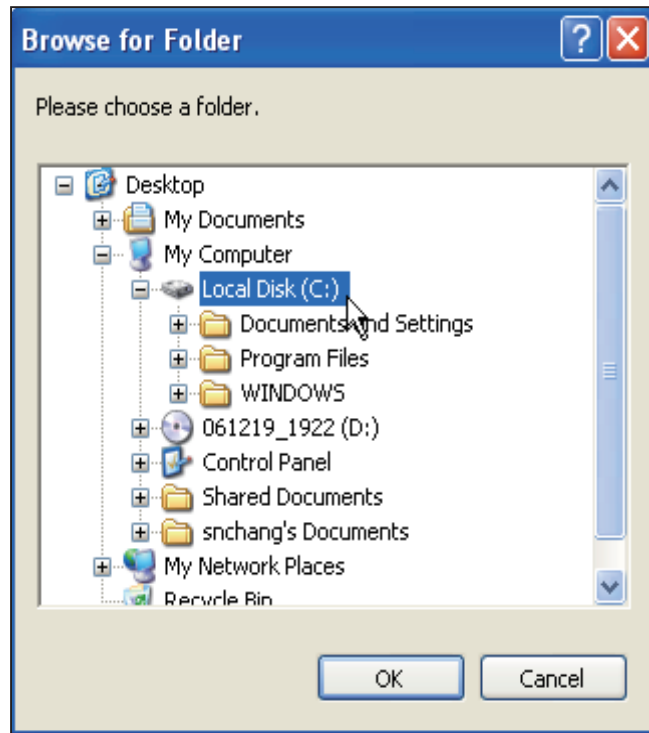 Browse for Folder
Please choose a folder.
Desktop
My Documents
My Computer
Local Disk (C:)
Documents and Settings
Program Files
WINDOWS
061219_1922 (D:)
Control Panel
Shared Documents
snchang's Documents
My Network Places
Recycle Bin
OK Cancel